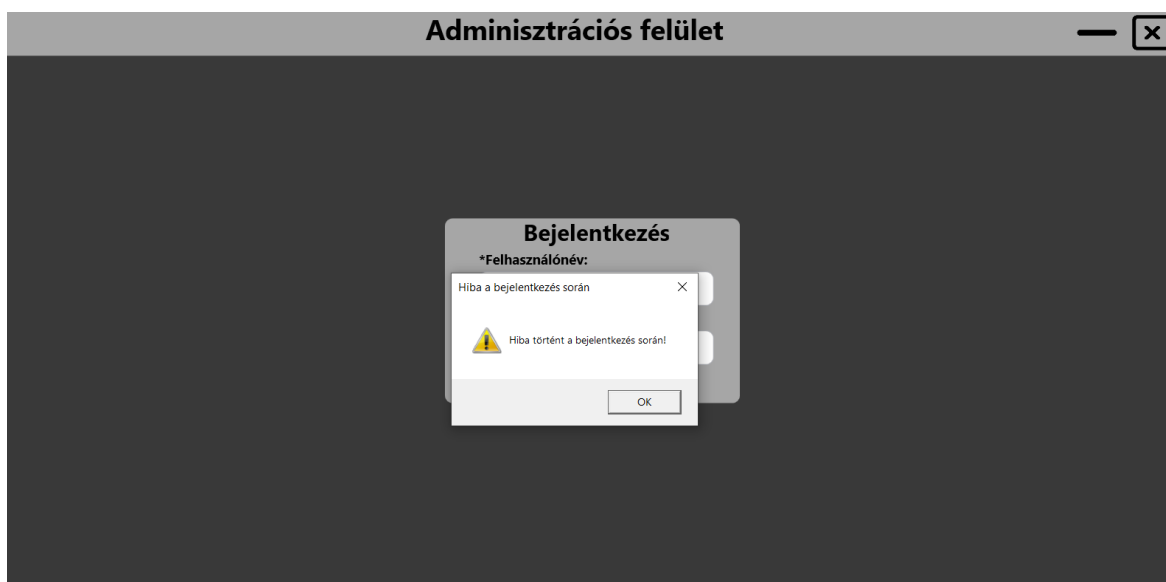 Adminisztrációs felület
Bejelentkezés
*Felhasználónév:
Hiba a bejelentkezés során
Hiba történt a bejelentkezés során!
OK